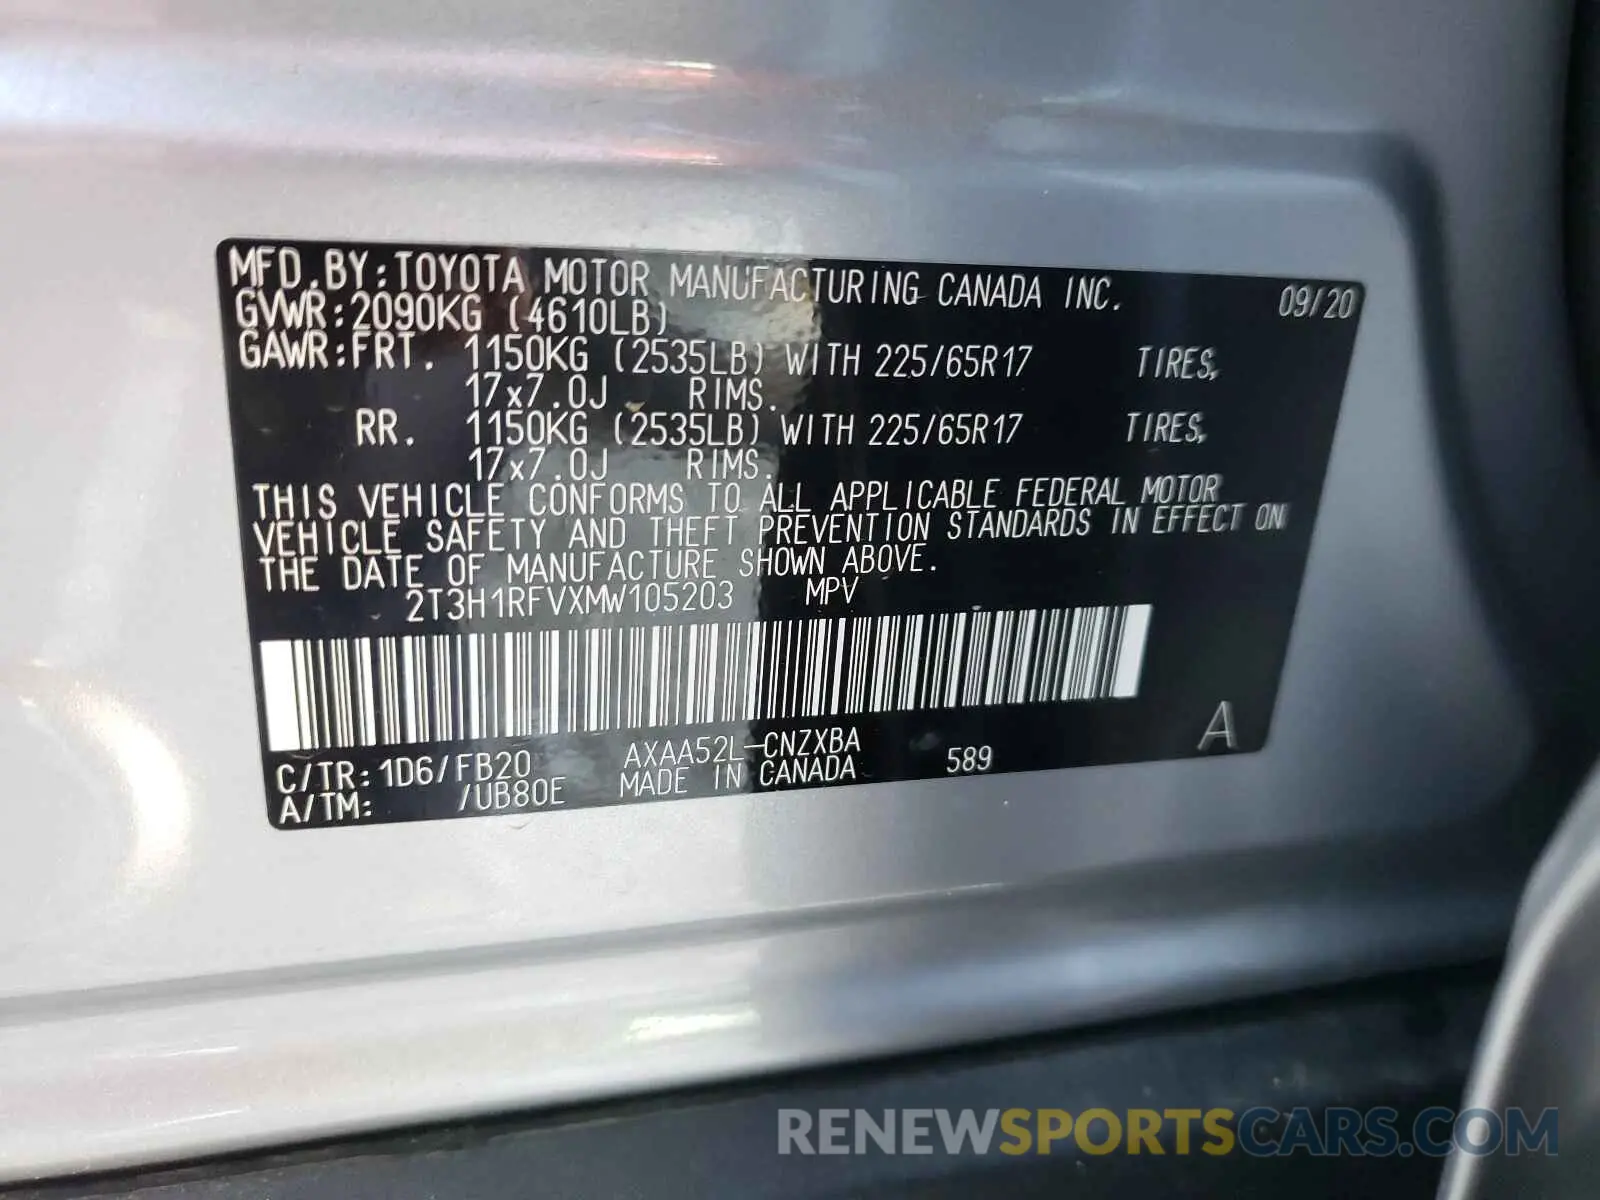 MFD.BY:TOYOTA MOTOR MANUFACTURING CANADA INC. 09/20
GVWR:2090KG (4610LB)
GAWR:FRT. 1150KG (2535LB) WITH 225/65R17 TIRES,
17x7.0J RIMS.
RR. 1150KG (2535LB) WITH 225/65R17 TIRES,
17x7.0J RIMS.
THIS VEHICLE CONFORMS TO ALL APPLICABLE FEDERAL MOTOR
VEHICLE SAFETY AND THEFT PREVENTION STANDARDS IN EFFECT ON
THE DATE OF MANUFACTURE SHOWN ABOVE.
2T3H1RFVXMW105203 MPV
C/TR:1D6/FB20 AXAA52L-CNZXBA 589 A
A/TM: /UB80E MADE IN CANADA
RENEWSPORTSCARS.COM